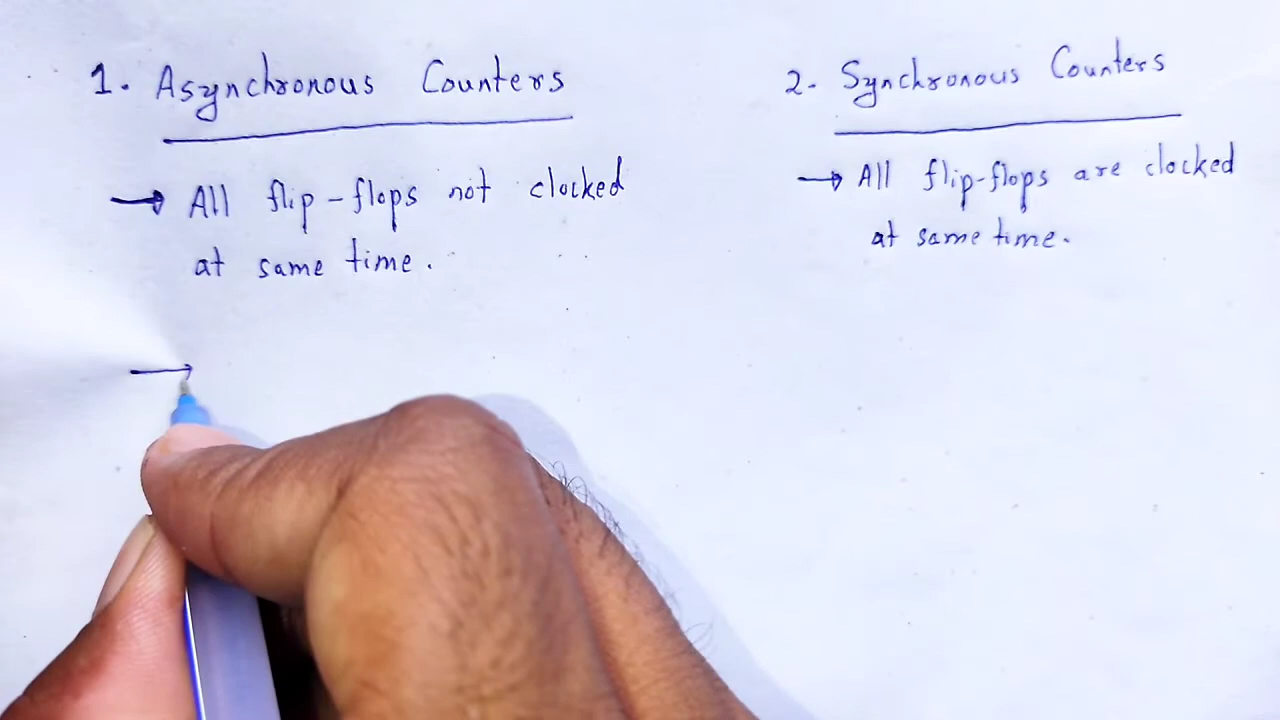 1. Asynchronous Counters
→ All flip-flops not clocked
at same time.
→
2. Synchronous Counters
→ All flip-flops are clocked
at same time.